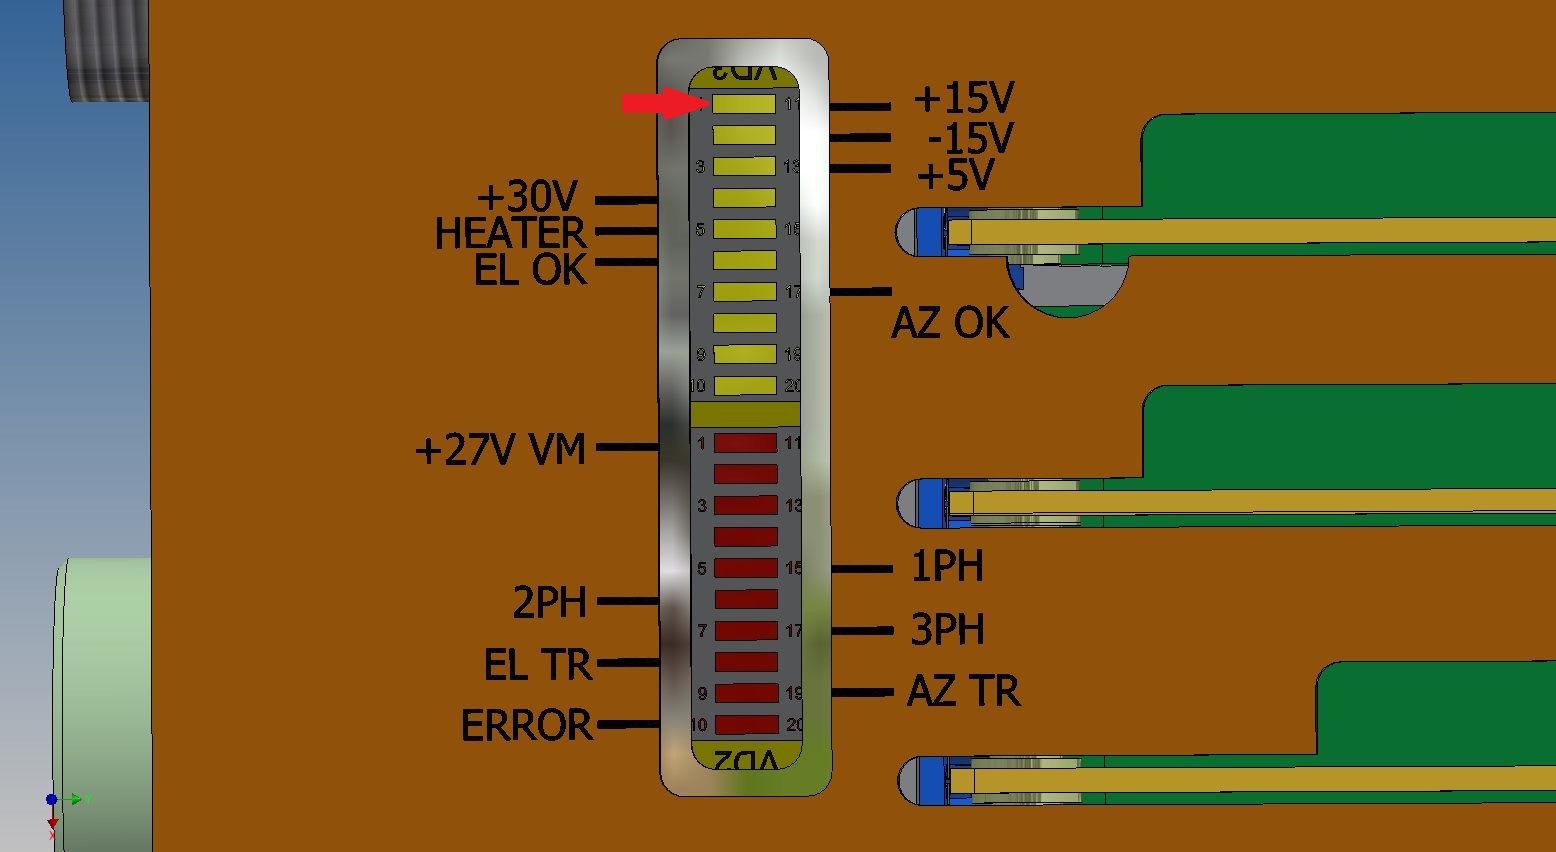 VD3
11
+15V
-15V
3 13
+5V
+30V
HEATER
5 15
EL OK
7 17
AZ OK
9 19
10 20
+27V VM
1 11
3 13
5 15
1PH
2PH
7 17
3PH
EL TR
9 19
AZ TR
ERROR
10 20
VD2
X